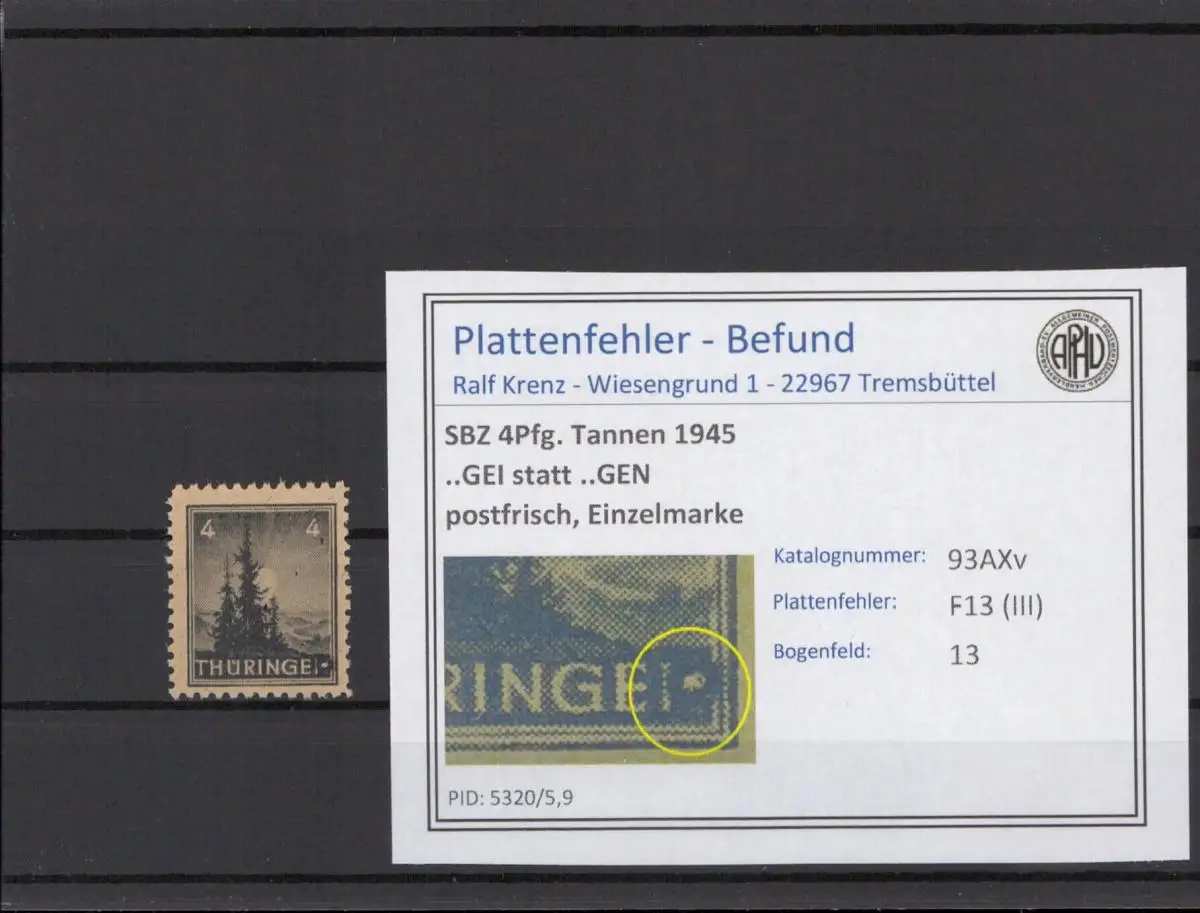 4 4
THÜRINGEI
Plattenfehler - Befund
Ralf Krenz - Wiesengrund 1 - 22967 Tremsbüttel
APHV
SBZ 4Pfg. Tannen 1945
..GEI statt ..GEN
postfrisch, Einzelmarke
RINGEI
Katalognummer: 93AXv
Plattenfehler: F13 (III)
Bogenfeld: 13
PID: 5320/5,9